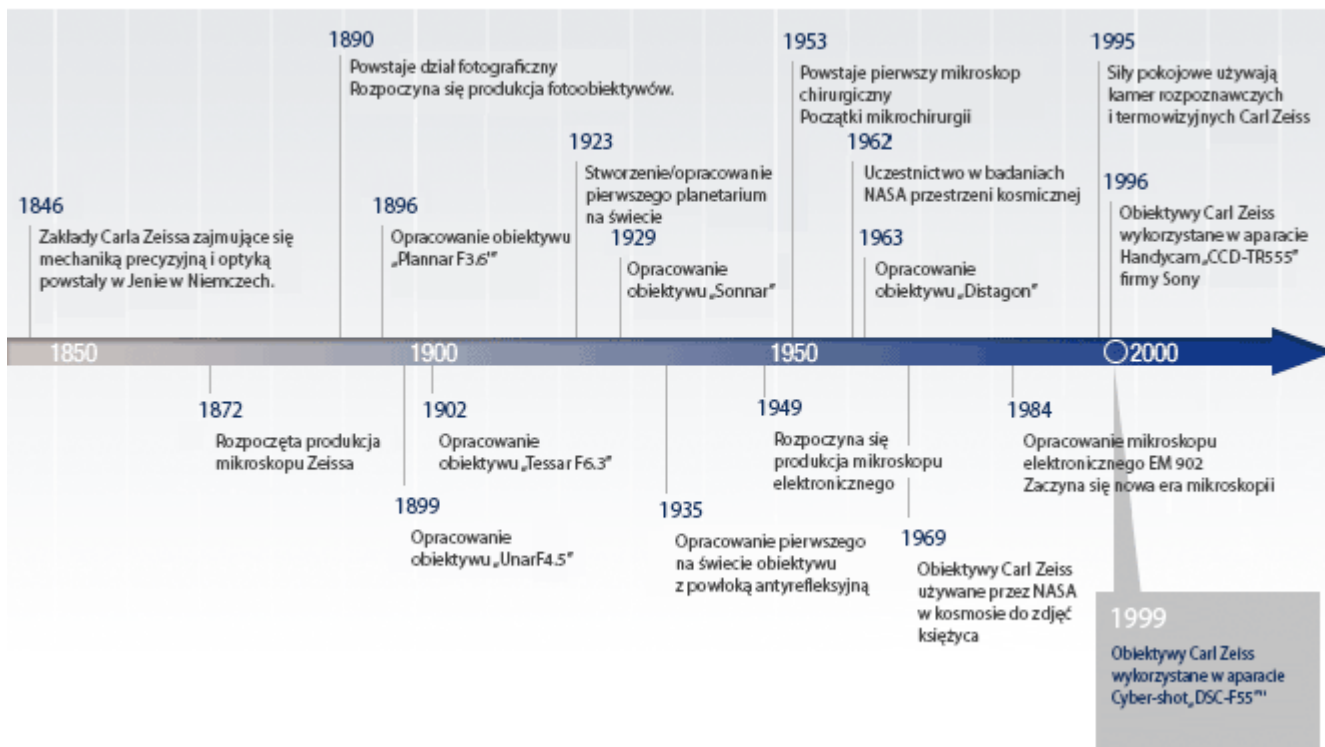 1890
Powstaje dział fotograficzny
Rozpoczyna się produkcja fotoobiektywów.
1953
Powstaje pierwszy mikroskop
chirurgiczny
Początki mikrochirurgii
1995
Siły pokojowe używają
kamer rozpoznawczych
i termowizyjnych Carl Zeiss
1923
Stworzenie/opracowanie
pierwszego planetarium
na świecie
1962
Uczestnictwo w badaniach
NASA przestrzeni kosmicznej
1846
Zakłady Carla Zeissa zajmujące się
mechaniką precyzyjną i optyką
powstały w Jenie w Niemczech.
1896
Opracowanie obiektywu
„Plannar F3.6'"
1929
Opracowanie
obiektywu „Sonnar”
1963
Opracowanie
obiektywu „Distagon”
1996
Obiektywy Carl Zeiss
wykorzystane w aparacie
Handycam „CCD-TR555”
firmy Sony
1850
1900
1950
2000
1872
Rozpoczęta produkcja
mikroskopu Zeissa
1902
Opracowanie
obiektywu „Tessar F6.3”
1949
Rozpoczyna się
produkcja mikroskopu
elektronicznego
1984
Opracowanie mikroskopu
elektronicznego EM 902
Zaczyna się nowa era mikroskopii
1899
Opracowanie
obiektywu „UnarF4.5”
1935
Opracowanie pierwszego
na świecie obiektywu
z powłoką antyrefleksyjną
1969
Obiektywy Carl Zeiss
używane przez NASA
w kosmosie do zdjęć
księżyca
1999
Obiektywy Carl Zeiss
wykorzystane w aparacie
Cyber-shot „DSC-F55”"